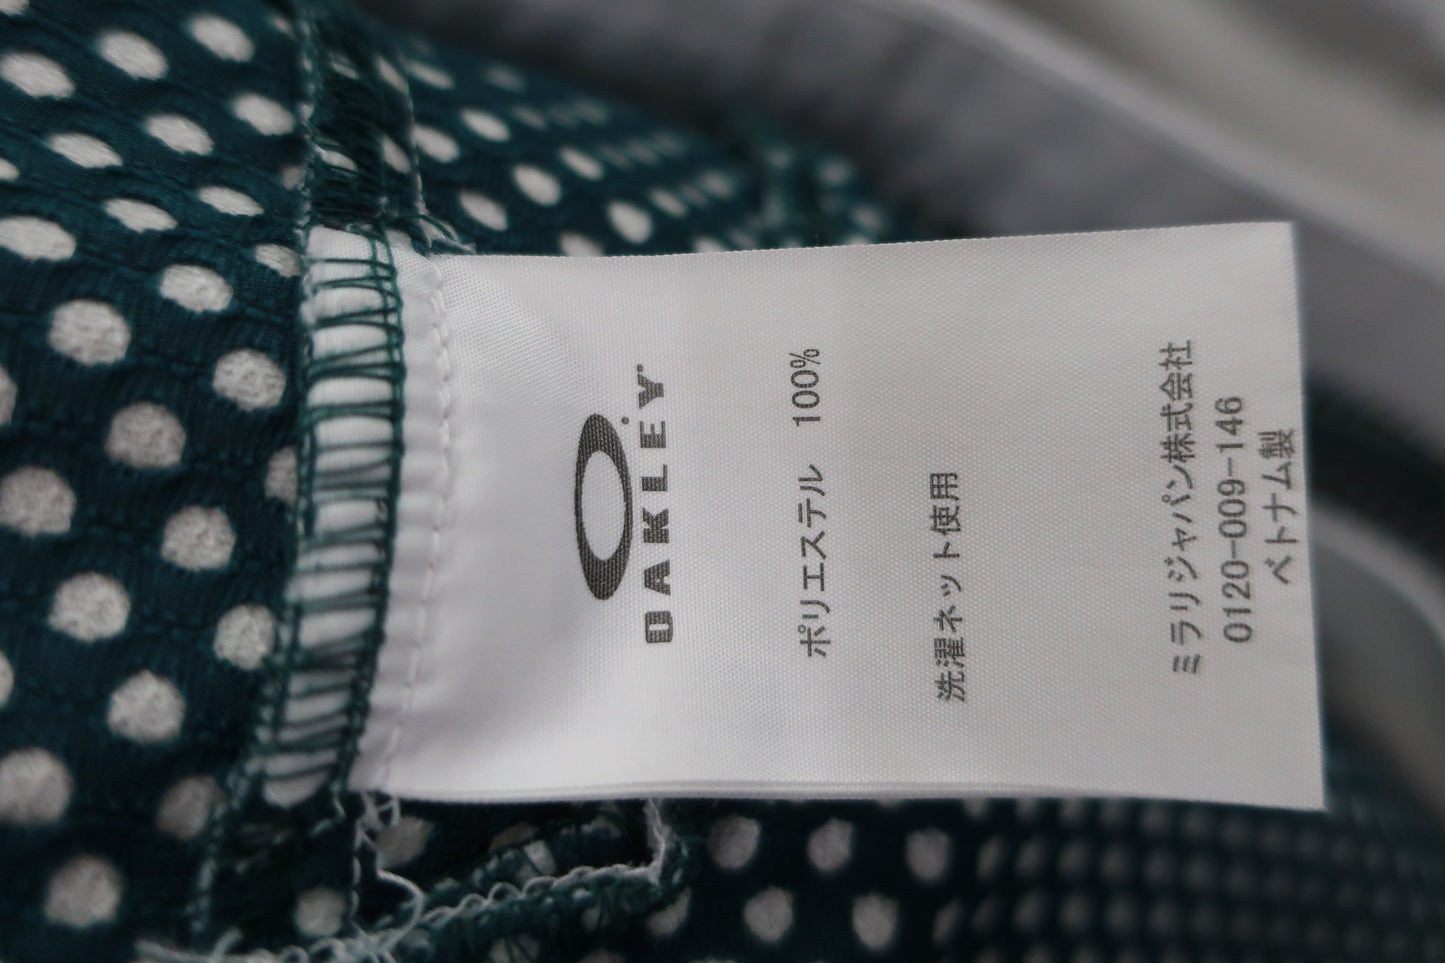 OAKLEY
ポリエステル 100%
洗濯ネット使用
ミラリジャパン株式会社
0120-009-146
ベトナム製